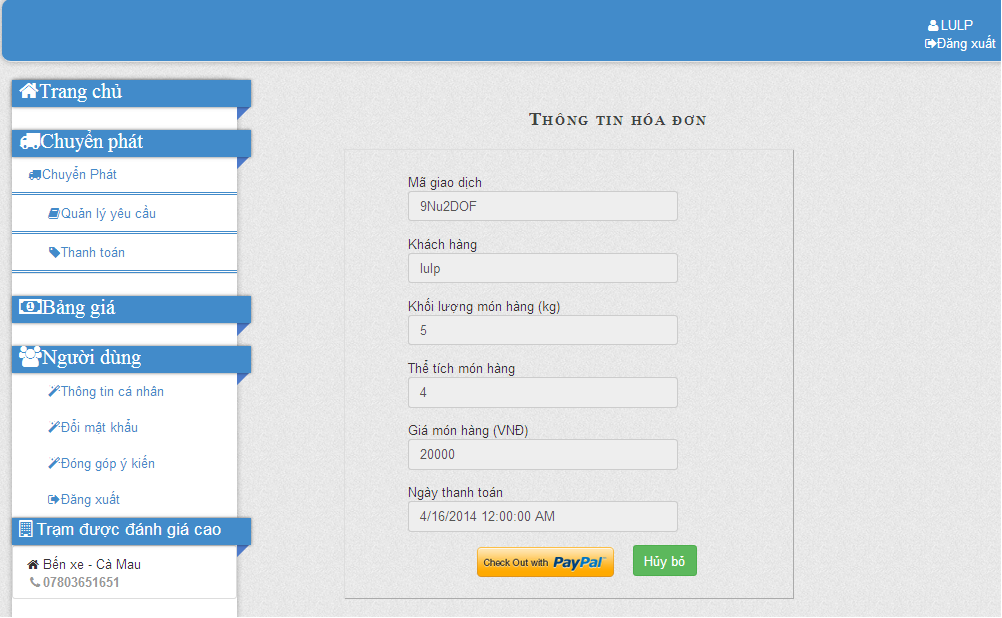 LULP
Đăng xuất
Trang chủ
Chuyển phát
Chuyển Phát
Quản lý yêu cầu
Thanh toán
Bảng giá
Người dùng
Thông tin cá nhân
Đổi mật khẩu
Đóng góp ý kiến
Đăng xuất
Trạm được đánh giá cao
Bến xe - Cà Mau
07803651651
Thông tin hóa đơn
Mã giao dịch
9Nu2DOF
Khách hàng
lulp
Khối lượng món hàng (kg)
5
Thể tích món hàng
4
Giá món hàng (VNĐ)
20000
Ngày thanh toán
4/16/2014 12:00:00 AM
Check Out with PayPal
Hủy bỏ